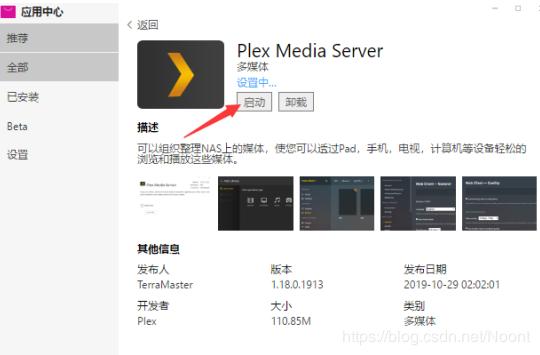 应用中心
推荐
全部
已安装
Beta
设置
返回
Plex Media Server
多媒体
设置中...
启动 卸载
描述
可以组织整理NAS上的媒体，使您可以透过Pad，手机，电视，计算机等设备轻松的
浏览和播放这些媒体。
Plex Media Server
其他信息
发布人 版本 发布日期
TerraMaster 1.18.0.1913 2019-10-29 02:02:01
开发者 大小 类别
Plex 110.85M 多媒体
https://blog.csdn.net/Noont